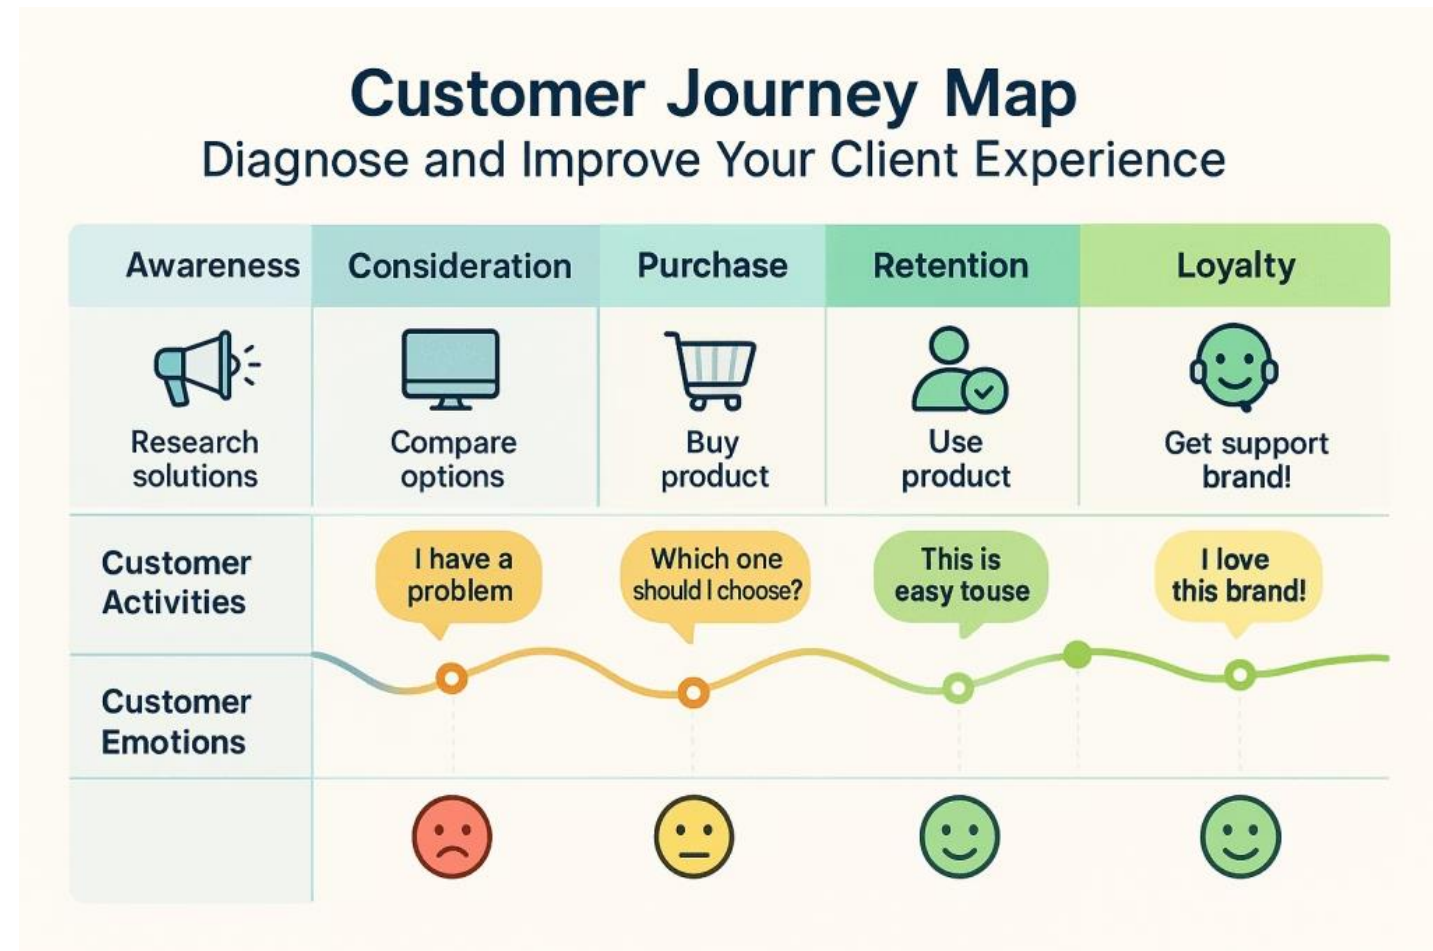 Customer Journey Map
Diagnose and Improve Your Client Experience
Awareness
Consideration
Purchase
Retention
Loyalty
Research
solutions
Compare
options
Buy
product
Use
product
Get support
brand!
Customer
Activities
I have a
problem
Which one
should I choose?
This is
easy touse
I love
this brand!
Customer
Emotions